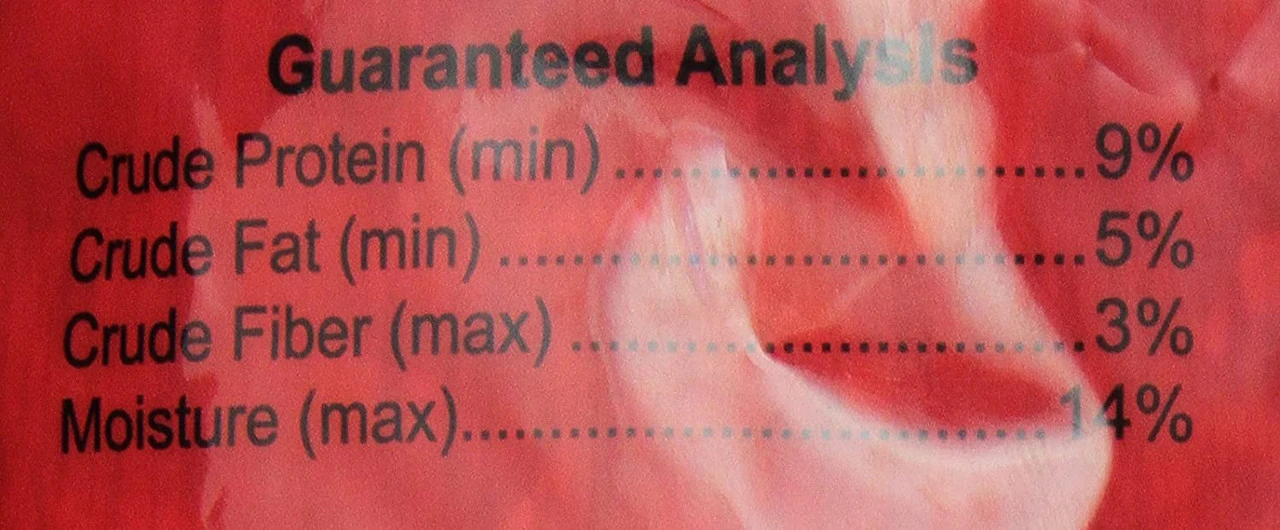 Guaranteed Analysis
Crude Protein (min) ........................9%
Crude Fat (min) ..............................5%
Crude Fiber (max) ..........................3%
Moisture (max)..............................14%